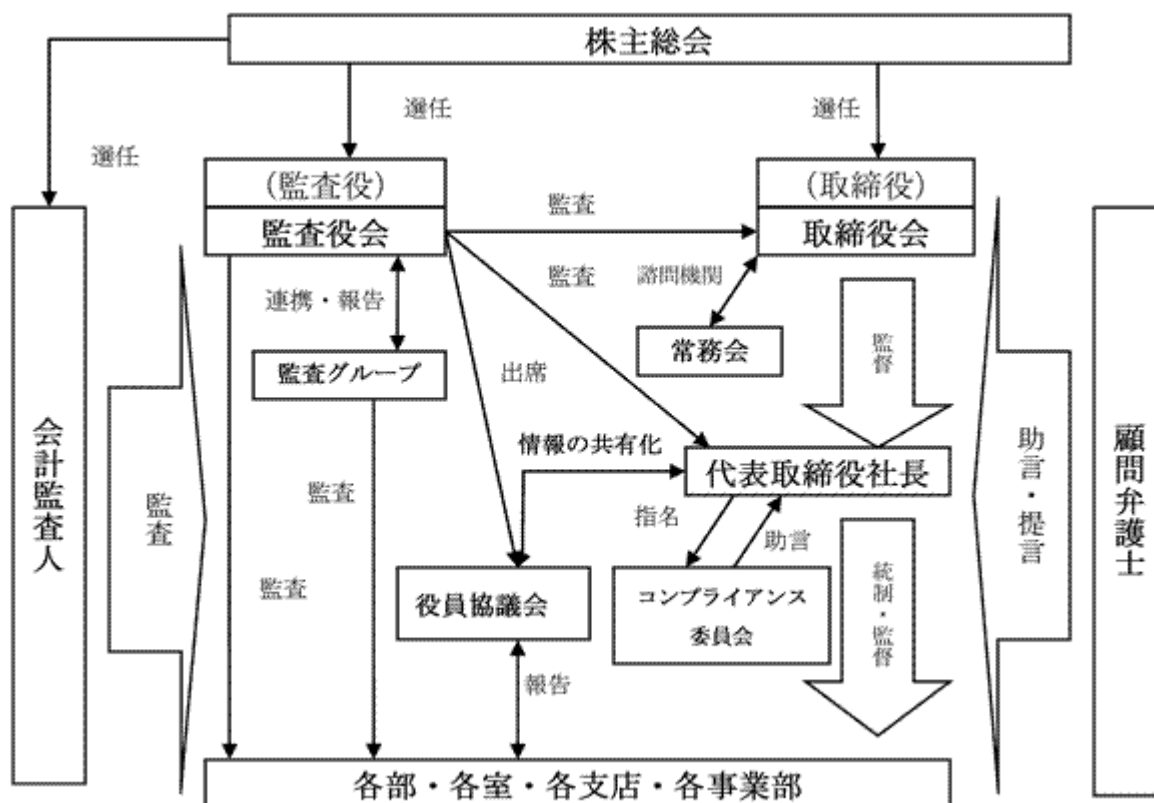 株主総会
選任
選任
選任
（監査役）
（取締役）
監査役会
監査
取締役会
監査
諮問機関
連携・報告
常務会
監査グループ
出席
監督
情報の共有化
代表取締役社長
会計監査人
監査
監査
指名
助言
助言・提言
顧問弁護士
監査
役員協議会
コンプライアンス
委員会
統制・監督
報告
各部・各室・各支店・各事業部